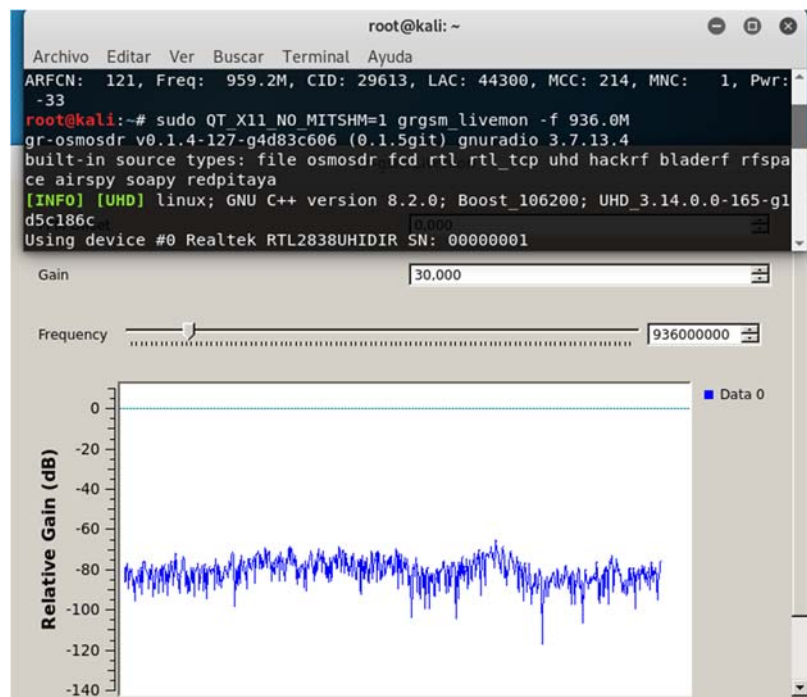 root@kali: ~
Archivo Editar Ver Buscar Terminal Ayuda
ARFCN: 121, Freq: 959.2M, CID: 29613, LAC: 44300, MCC: 214, MNC: 1, Pwr:
-33
root@kali:~# sudo QT_X11_NO_MITSHM=1 grgsm_livemon -f 936.0M
gr-osmosdr v0.1.4-127-g4d83c606 (0.1.5git) gnuradio 3.7.13.4
built-in source types: file osmosdr fcd rtl rtl_tcp uhd hackrf bladerf rfspa
ce airspy soapy redpitaya
[INFO] [UHD] linux; GNU C++ version 8.2.0; Boost_106200; UHD_3.14.0.0-165-g1
d5c186c
0,000
Using device #0 Realtek RTL2838UHIDIR SN: 00000001
Gain 30,000
Frequency 936000000
Data 0
Relative Gain (dB)
0
-20
-40
-60
-80
-100
-120
-140